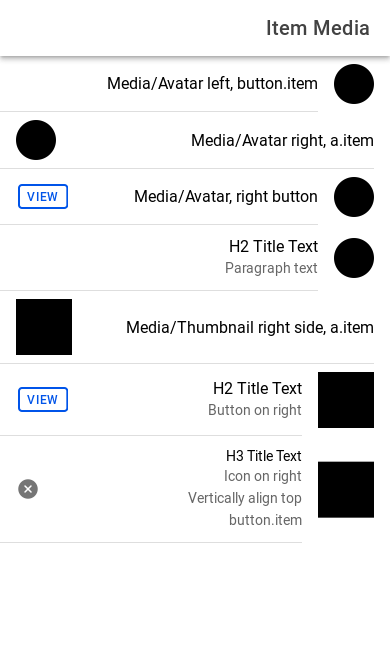 Item Media
Media/Avatar left, button.item
Media/Avatar right, a.item
Media/Avatar, right button
VIEW
H2 Title Text
Paragraph text
Media/Thumbnail right side, a.item
H2 Title Text
Button on right
VIEW
H3 Title Text
Icon on right
Vertically align top
button.item